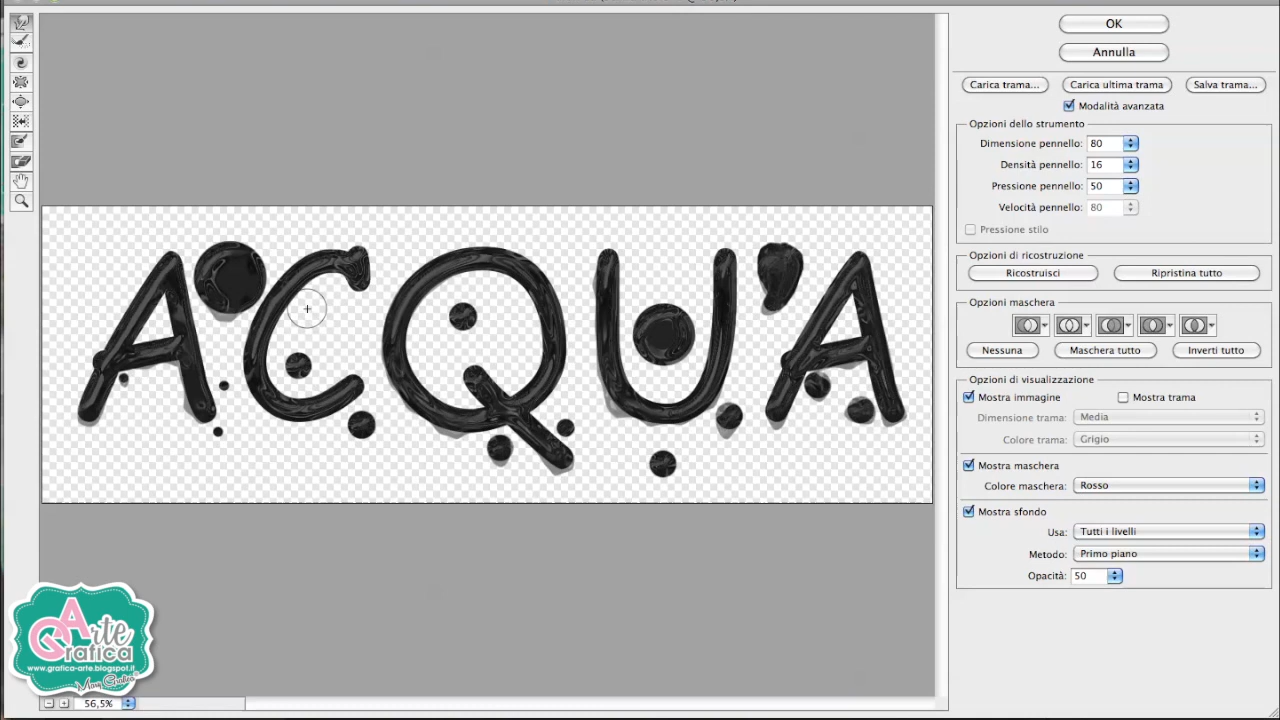 OK
Annulla
Carica trama...
Carica ultima trama
Salva trama...
Modalità avanzata
Opzioni dello strumento
Dimensione pennello: 80
Densità pennello: 16
Pressione pennello: 50
Velocità pennello: 80
Pressione stilo
Opzioni di ricostruzione
Ricostruisci
Ripristina tutto
Opzioni maschera
Nessuna
Maschera tutto
Inverti tutto
Opzioni di visualizzazione
Mostra immagine
Mostra trama
Dimensione trama: Media
Colore trama: Grigio
Mostra maschera
Colore maschera: Rosso
Mostra sfondo
Usa: Tutti i livelli
Metodo: Primo piano
Opacità: 50
ACQU'A
Arte
Grafica
www.grafica-arte.blogspot.it
56,5%